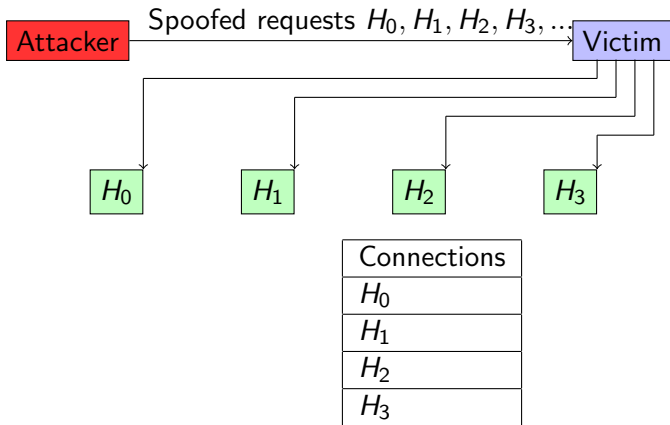 Spoofed requests H₀, H₁, H₂, H₃, ...
Attacker
Victim
H₀
H₁
H₂
H₃
Connections
H₀
H₁
H₂
H₃